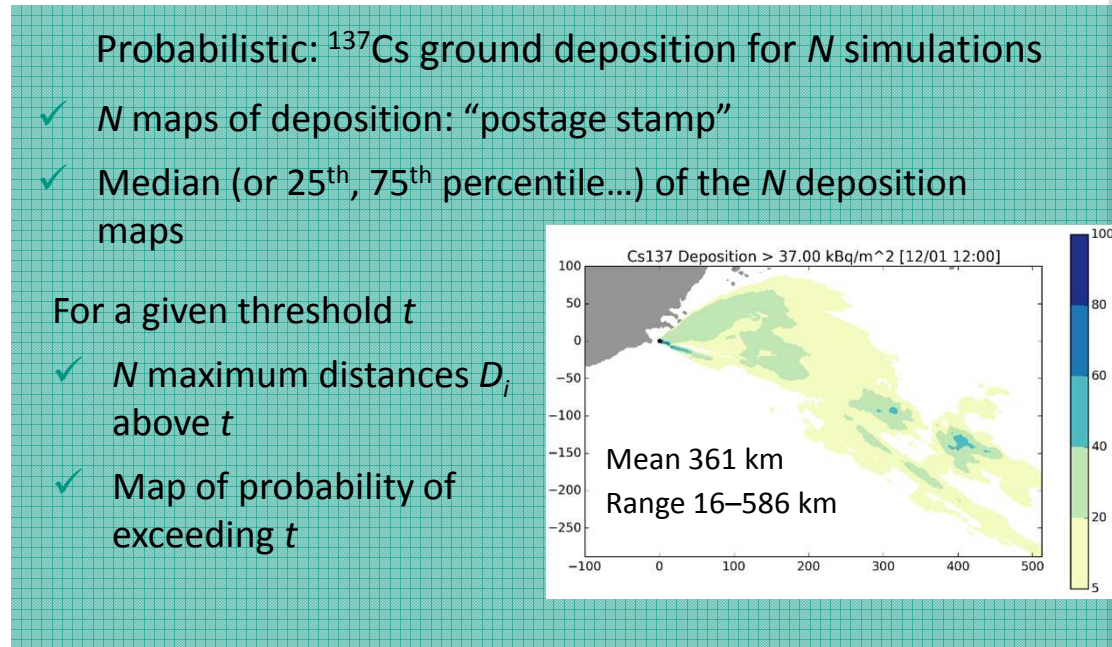 Probabilistic: ¹³⁷Cs ground deposition for N simulations
✓ N maps of deposition: “postage stamp”
✓ Median (or 25ᵗʰ, 75ᵗʰ percentile…) of the N deposition
maps
For a given threshold t
✓ N maximum distances Dᵢ
above t
✓ Map of probability of
exceeding t
Cs137 Deposition > 37.00 kBq/m^2 [12/01 12:00]
100
50
0
−50
−100
−150
−200
−250
−100 0 100 200 300 400 500
Mean 361 km
Range 16–586 km
100
80
60
40
20
5